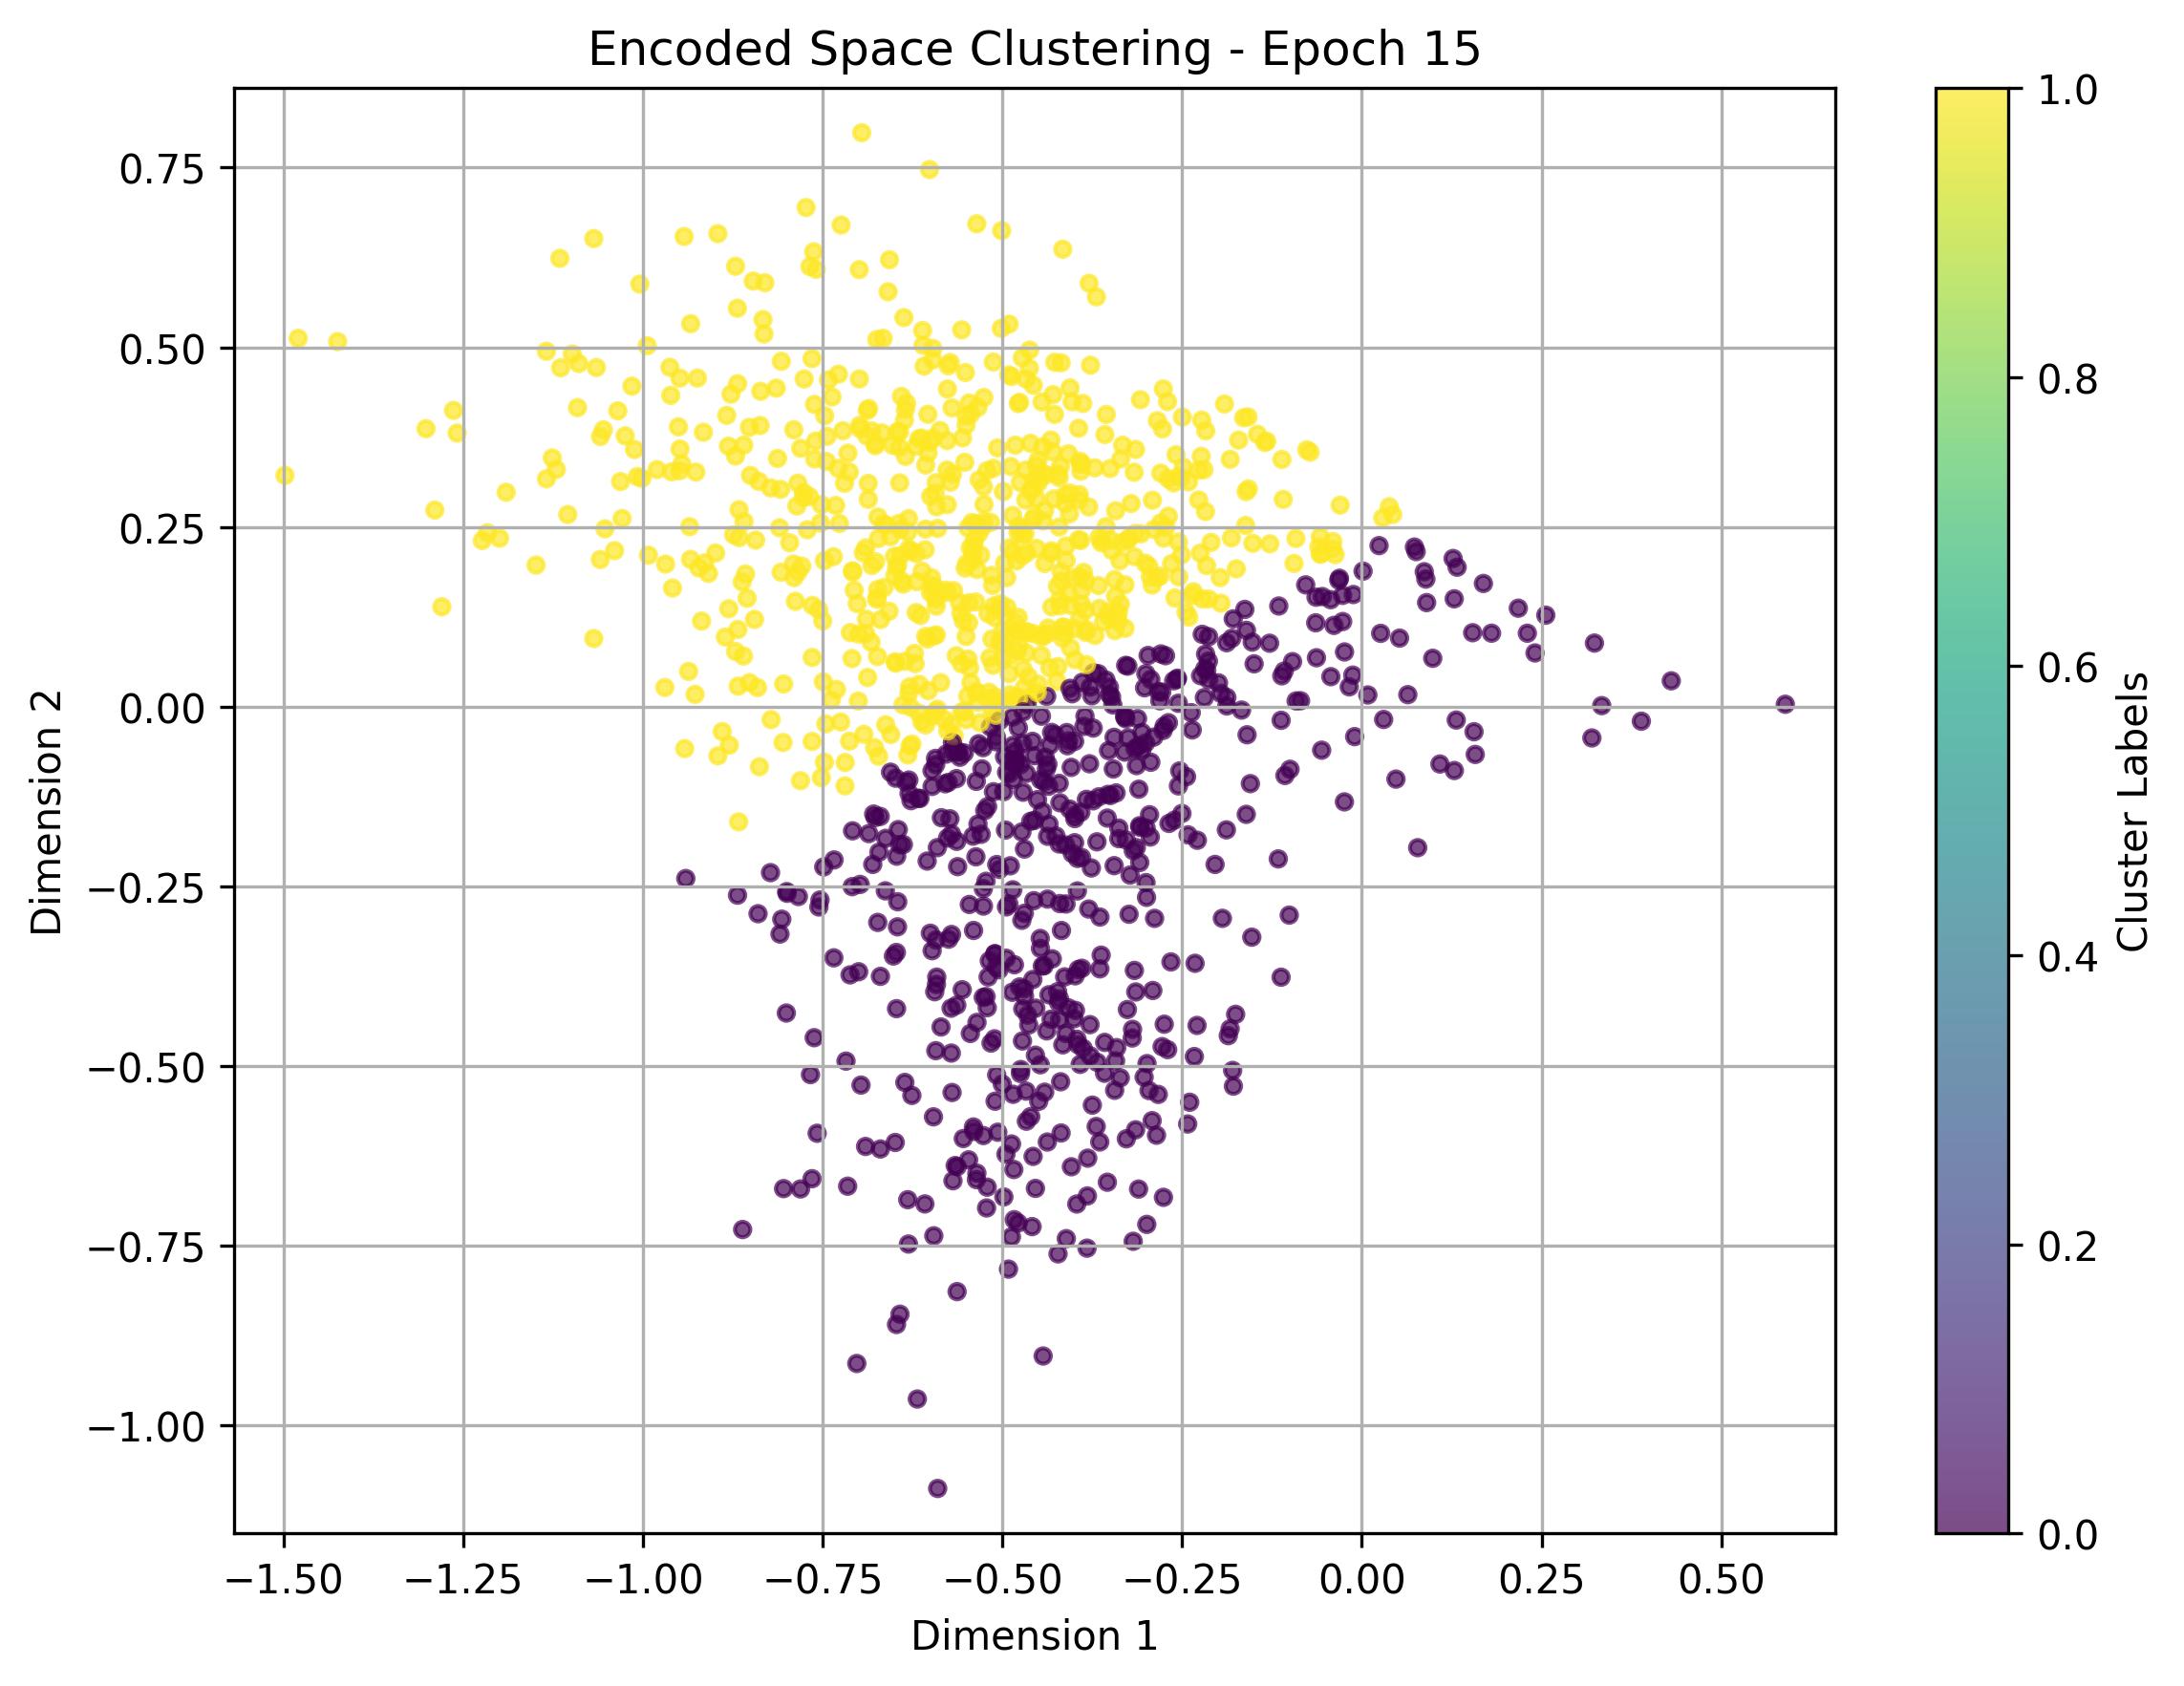 Encoded Space Clustering - Epoch 15
0.75
0.50
0.25
0.00
−0.25
−0.50
−0.75
−1.00
Dimension 2
−1.50 −1.25 −1.00 −0.75 −0.50 −0.25 0.00 0.25 0.50
Dimension 1
1.0
0.8
0.6
0.4
0.2
0.0
Cluster Labels